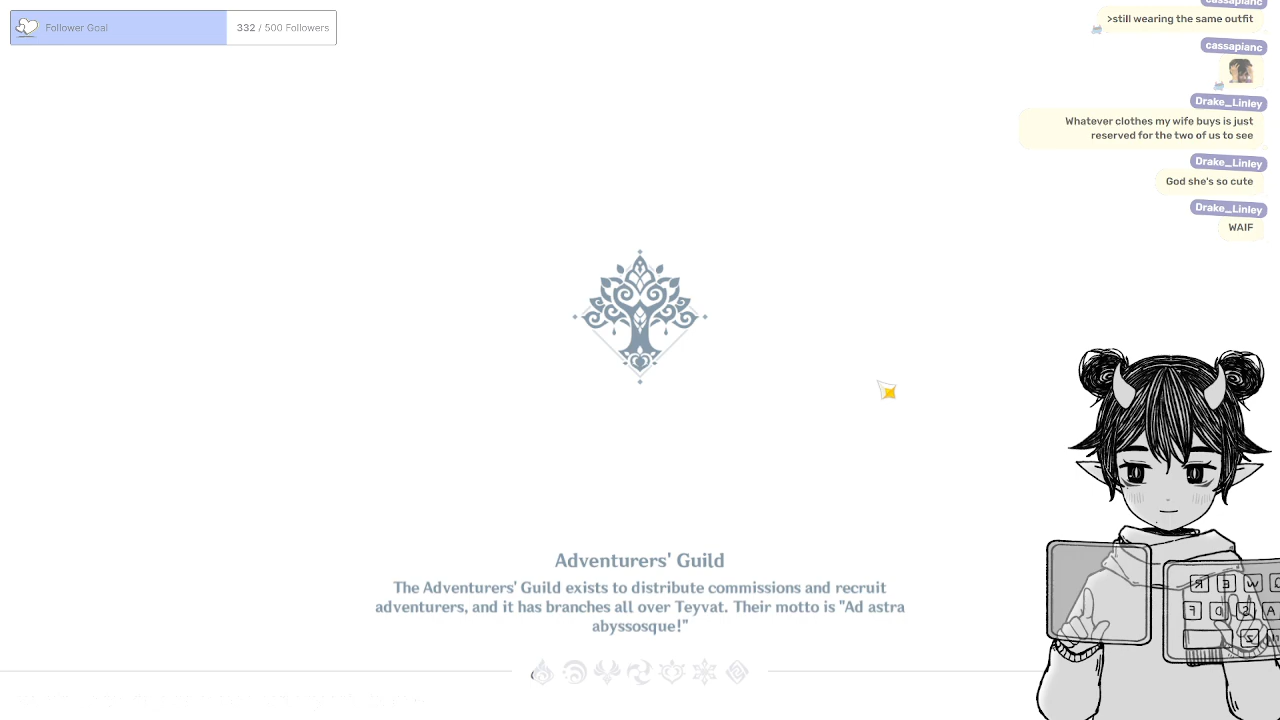 Follower Goal
332 / 500 Followers
cassapianc
>still wearing the same outfit
cassapianc
Drake_Linley
Whatever clothes my wife buys is just
reserved for the two of us to see
Drake_Linley
God she's so cute
Drake_Linley
WAIF
Adventurers' Guild
The Adventurers' Guild exists to distribute commissions and recruit
adventurers, and it has branches all over Teyvat. Their motto is "Ad astra
abyssosque!"
W E R
A S D F
Z